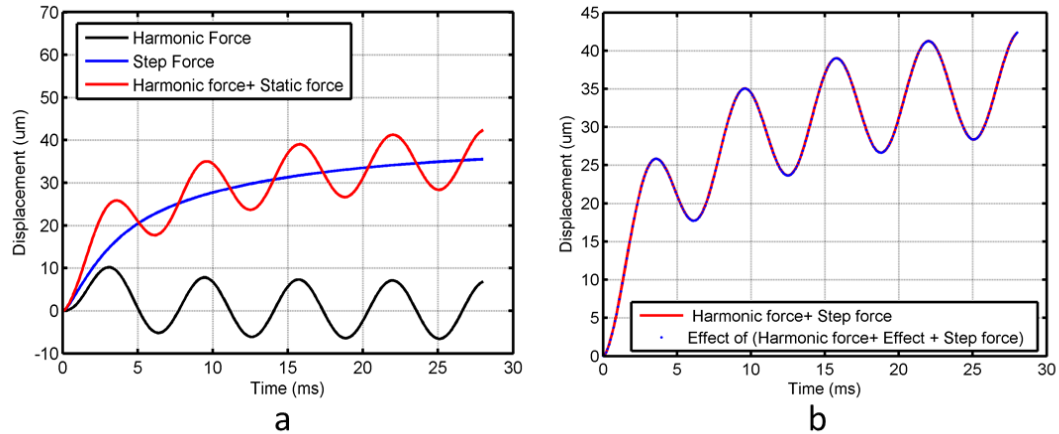 70
60
50
40
30
20
10
0
-10
Displacement (um)
Harmonic Force
Step Force
Harmonic force+ Static force
0 5 10 15 20 25 30
Time (ms)
a
45
40
35
30
25
20
15
10
5
0
Displacement (um)
Harmonic force+ Step force
Effect of (Harmonic force+ Effect + Step force)
0 5 10 15 20 25 30
Time (ms)
b